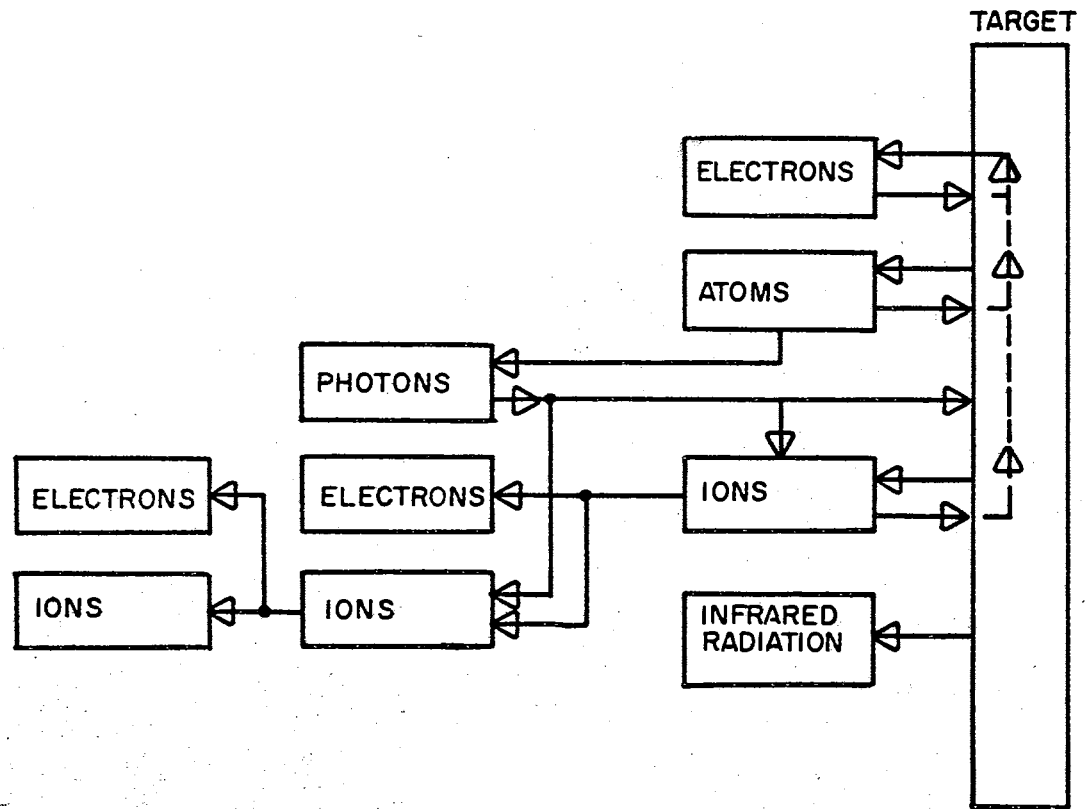 TARGET
ELECTRONS
ATOMS
PHOTONS
ELECTRONS
ELECTRONS
IONS
IONS
IONS
INFRARED
RADIATION